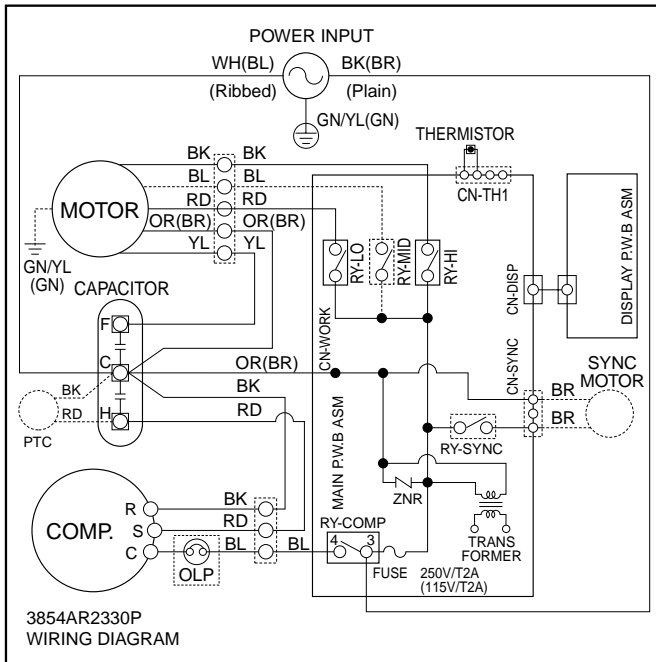 POWER INPUT
WH(BL)
BK(BR)
(Ribbed)
(Plain)
GN/YL(GN)
THERMISTOR
CN-TH1
BK
BK
BL
BL
RD
RD
OR(BR)
OR(BR)
YL
YL
MOTOR
GN/YL
(GN)
RY-LO
RY-MID
RY-HI
CN-DISP
DISPLAY P.W.B ASM
CAPACITOR
F
C
H
CN-WORK
OR(BR)
BK
RD
BK
RD
PTC
CN-SYNC
SYNC
MOTOR
BR
BR
RY-SYNC
MAIN P.W.B ASM
ZNR
TRANS
FORMER
COMP.
R
S
C
BK
RD
BL
BL
OLP
RY-COMP
4
3
FUSE
250V/T2A
(115V/T2A)
3854AR2330P
WIRING DIAGRAM